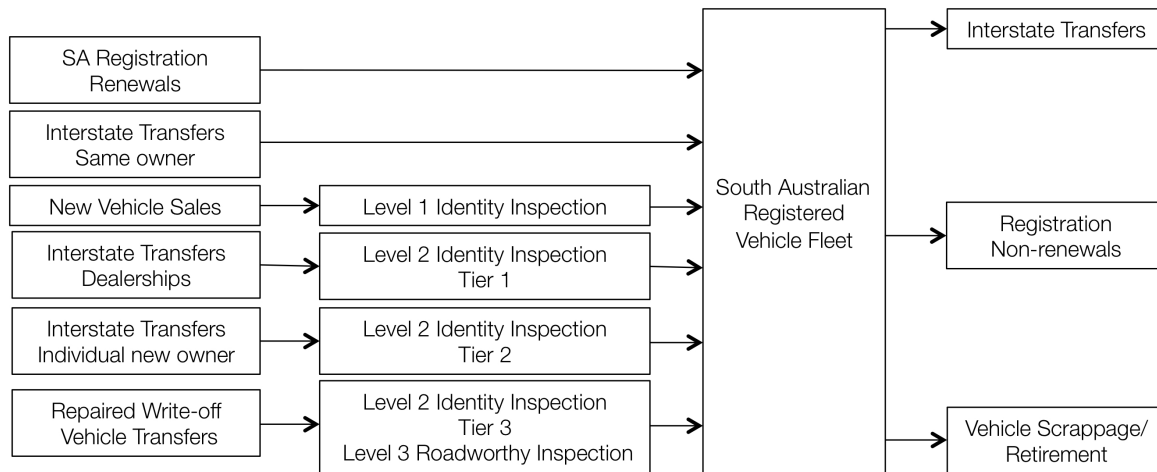 SA Registration
Renewals
Interstate Transfers
Same owner
New Vehicle Sales
Level 1 Identity Inspection
Interstate Transfers
Dealerships
Level 2 Identity Inspection
Tier 1
Interstate Transfers
Individual new owner
Level 2 Identity Inspection
Tier 2
Repaired Write-off
Vehicle Transfers
Level 2 Identity Inspection
Tier 3
Level 3 Roadworthy Inspection
South Australian
Registered
Vehicle Fleet
Interstate Transfers
Registration
Non-renewals
Vehicle Scrappage/
Retirement